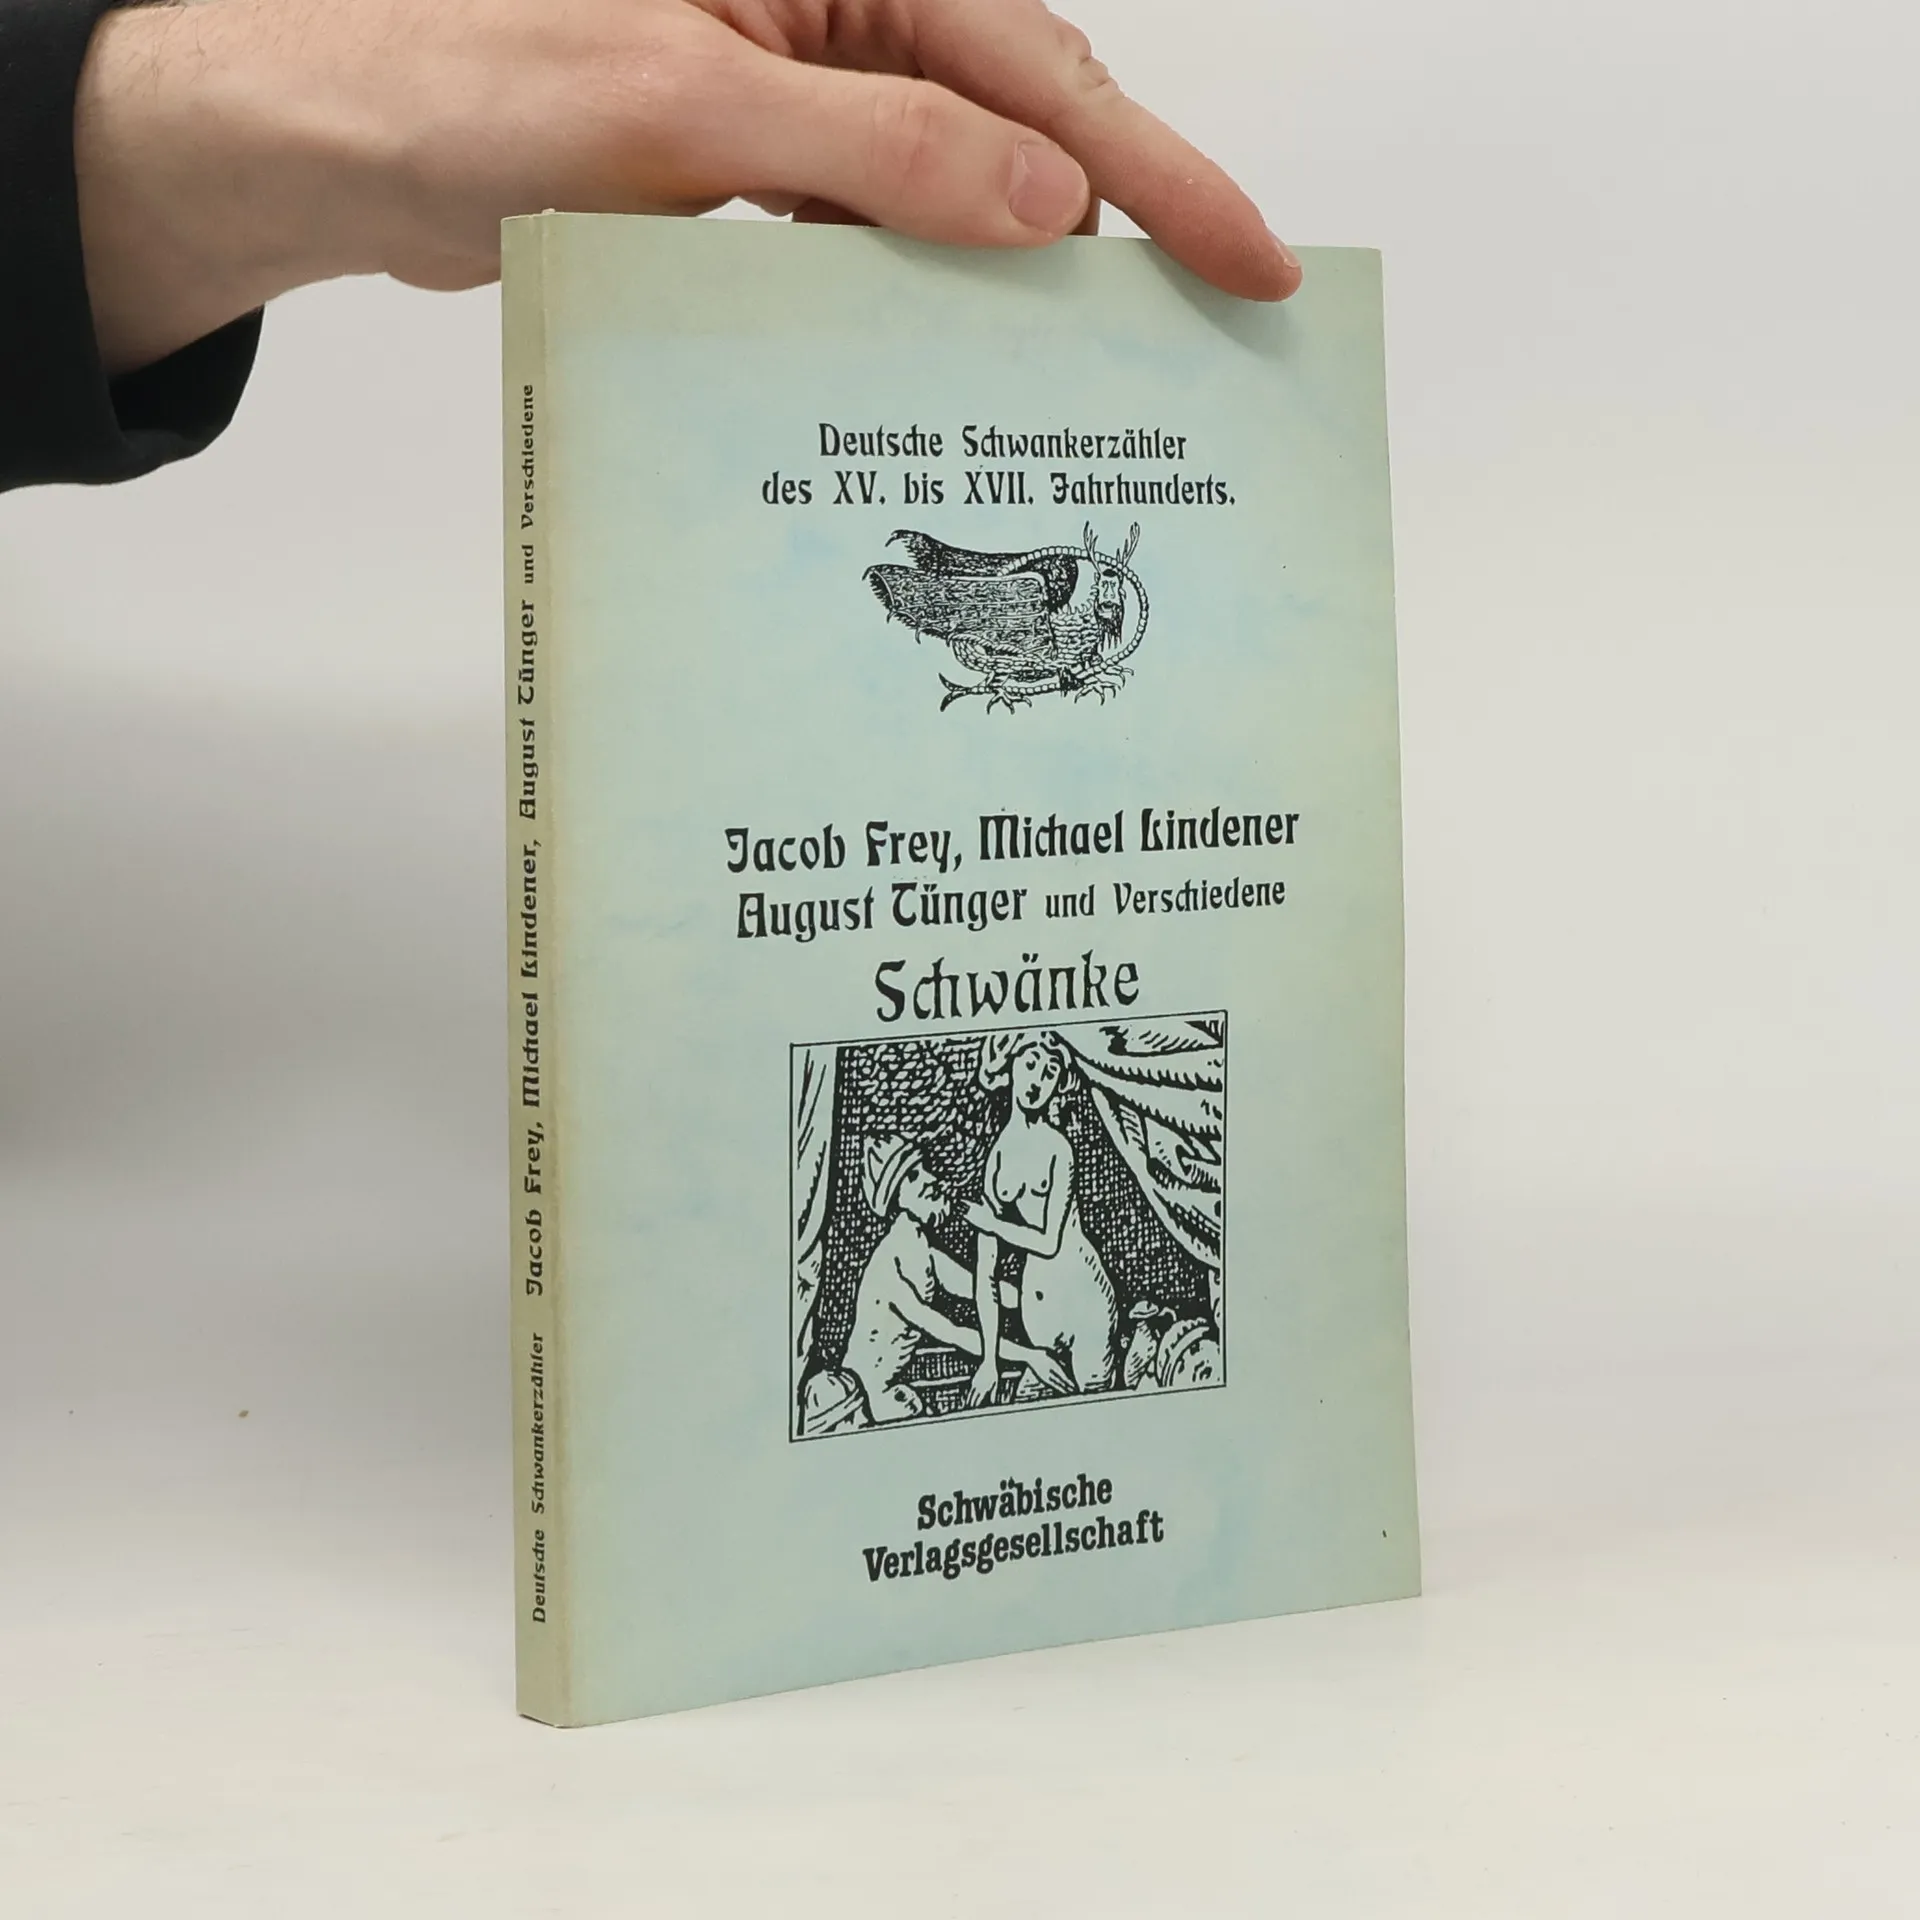 Deutsche Schwankerzähler
des XV. bis XVII. Jahrhunderts.
Jacob Frey, Michael Lindener
August Tünger und Verschiedene
Schwänke
Schwäbische
Verlagsgesellschaft
Deutsche Schwankerzähler Jacob Frey, Michael Lindener, August Tünger und Verschiedene